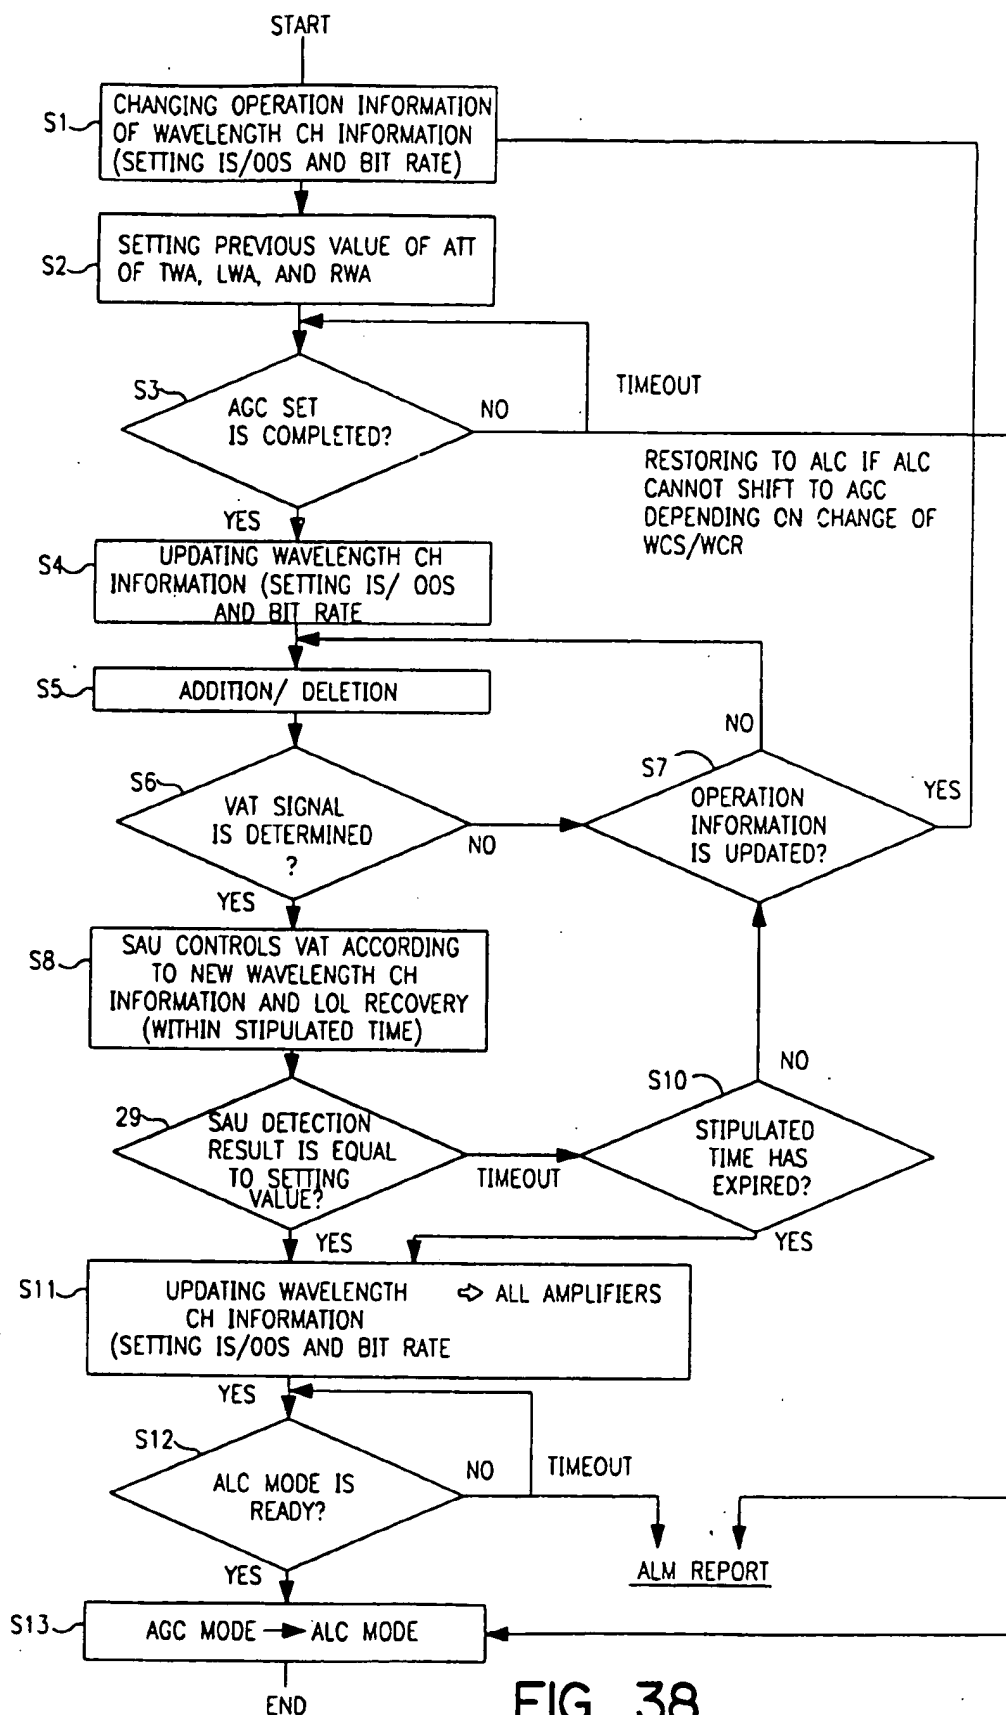 START
S1
CHANGING OPERATION INFORMATION
OF WAVELENGTH CH INFORMATION
(SETTING IS/OOS AND BIT RATE)
S2
SETTING PREVIOUS VALUE OF ATT
OF TWA, LWA, AND RWA
S3
AGC SET
IS COMPLETED?
NO
TIMEOUT
RESTORING TO ALC IF ALC
CANNOT SHIFT TO AGC
DEPENDING ON CHANGE OF
WCS/WCR
YES
S4
UPDATING WAVELENGTH CH
INFORMATION (SETTING IS/ OOS
AND BIT RATE
S5
ADDITION/ DELETION
NO
S6
VAT SIGNAL
IS DETERMINED
?
NO
S7
OPERATION
INFORMATION
IS UPDATED?
YES
YES
S8
SAU CONTROLS VAT ACCORDING
TO NEW WAVELENGTH CH
INFORMATION AND LOL RECOVERY
(WITHIN STIPULATED TIME)
NO
29
SAU DETECTION
RESULT IS EQUAL
TO SETTING
VALUE?
TIMEOUT
S10
STIPULATED
TIME HAS
EXPIRED?
YES
YES
S11
UPDATING WAVELENGTH ⇨ ALL AMPLIFIERS
CH INFORMATION
(SETTING IS/OOS AND BIT RATE
YES
S12
ALC MODE IS
READY?
NO
TIMEOUT
ALM REPORT
YES
S13
AGC MODE → ALC MODE
END
FIG. 38